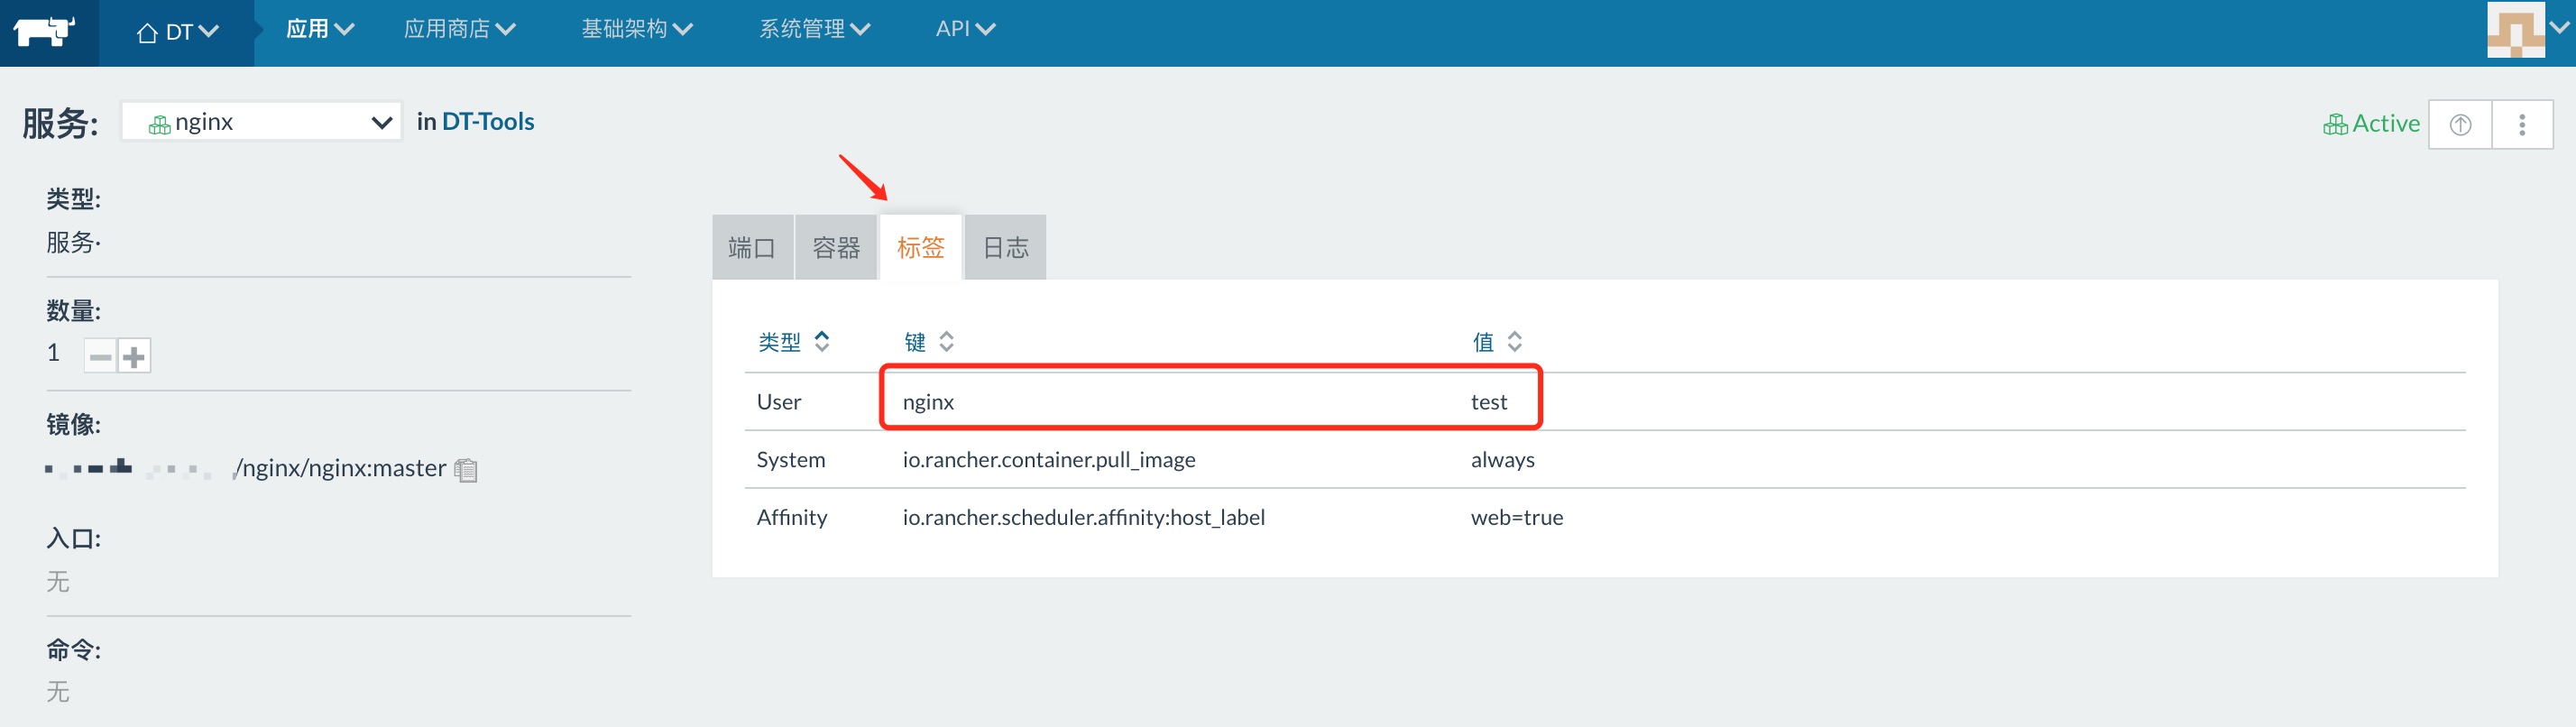 DT 应用 应用商店 基础架构 系统管理 API
服务: nginx in DT-Tools Active
类型:
服务·
数量:
1
镜像:
/nginx/nginx:master
入口:
无
命令:
无
端口 容器 标签 日志
类型 键 值
User nginx test
System io.rancher.container.pull_image always
Affinity io.rancher.scheduler.affinity:host_label web=true